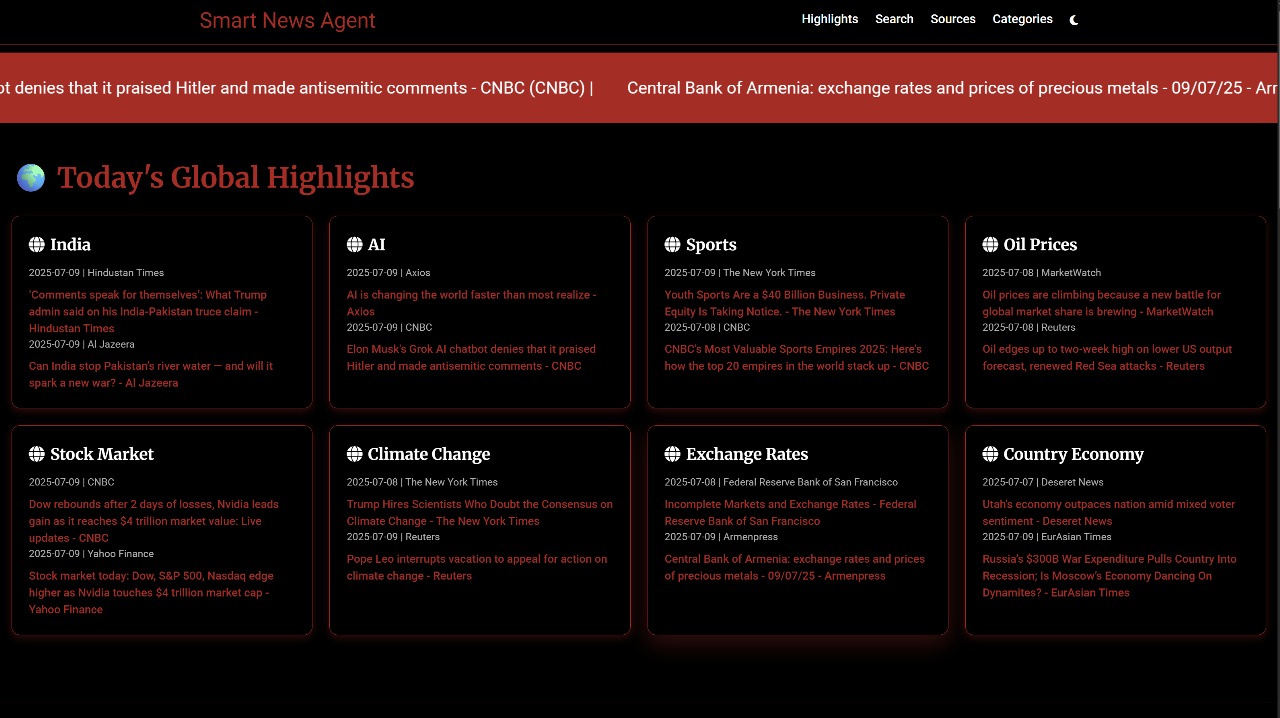 Smart News Agent
Highlights Search Sources Categories
ot denies that it praised Hitler and made antisemitic comments - CNBC (CNBC) | Central Bank of Armenia: exchange rates and prices of precious metals - 09/07/25 - Arr
Today's Global Highlights
India
2025-07-09 | Hindustan Times
'Comments speak for themselves': What Trump
admin said on his India-Pakistan truce claim -
Hindustan Times
2025-07-09 | Al Jazeera
Can India stop Pakistan's river water — and will it
spark a new war? - Al Jazeera
AI
2025-07-09 | Axios
AI is changing the world faster than most realize -
Axios
2025-07-09 | CNBC
Elon Musk's Grok AI chatbot denies that it praised
Hitler and made antisemitic comments - CNBC
Sports
2025-07-09 | The New York Times
Youth Sports Are a $40 Billion Business. Private
Equity Is Taking Notice. - The New York Times
2025-07-08 | CNBC
CNBC's Most Valuable Sports Empires 2025: Here's
how the top 20 empires in the world stack up - CNBC
Oil Prices
2025-07-08 | MarketWatch
Oil prices are climbing because a new battle for
global market share is brewing - MarketWatch
2025-07-08 | Reuters
Oil edges up to two-week high on lower US output
forecast, renewed Red Sea attacks - Reuters
Stock Market
2025-07-09 | CNBC
Dow rebounds after 2 days of losses, Nvidia leads
gain as it reaches $4 trillion market value: Live
updates - CNBC
2025-07-09 | Yahoo Finance
Stock market today: Dow, S&P 500, Nasdaq edge
higher as Nvidia touches $4 trillion market cap -
Yahoo Finance
Climate Change
2025-07-08 | The New York Times
Trump Hires Scientists Who Doubt the Consensus on
Climate Change - The New York Times
2025-07-09 | Reuters
Pope Leo interrupts vacation to appeal for action on
climate change - Reuters
Exchange Rates
2025-07-08 | Federal Reserve Bank of San Francisco
Incomplete Markets and Exchange Rates - Federal
Reserve Bank of San Francisco
2025-07-09 | Armenpress
Central Bank of Armenia: exchange rates and prices
of precious metals - 09/07/25 - Armenpress
Country Economy
2025-07-07 | Deseret News
Utah's economy outpaces nation amid mixed voter
sentiment - Deseret News
2025-07-09 | EurAsian Times
Russia's $300B War Expenditure Pulls Country Into
Recession; Is Moscow's Economy Dancing On
Dynamites? - EurAsian Times